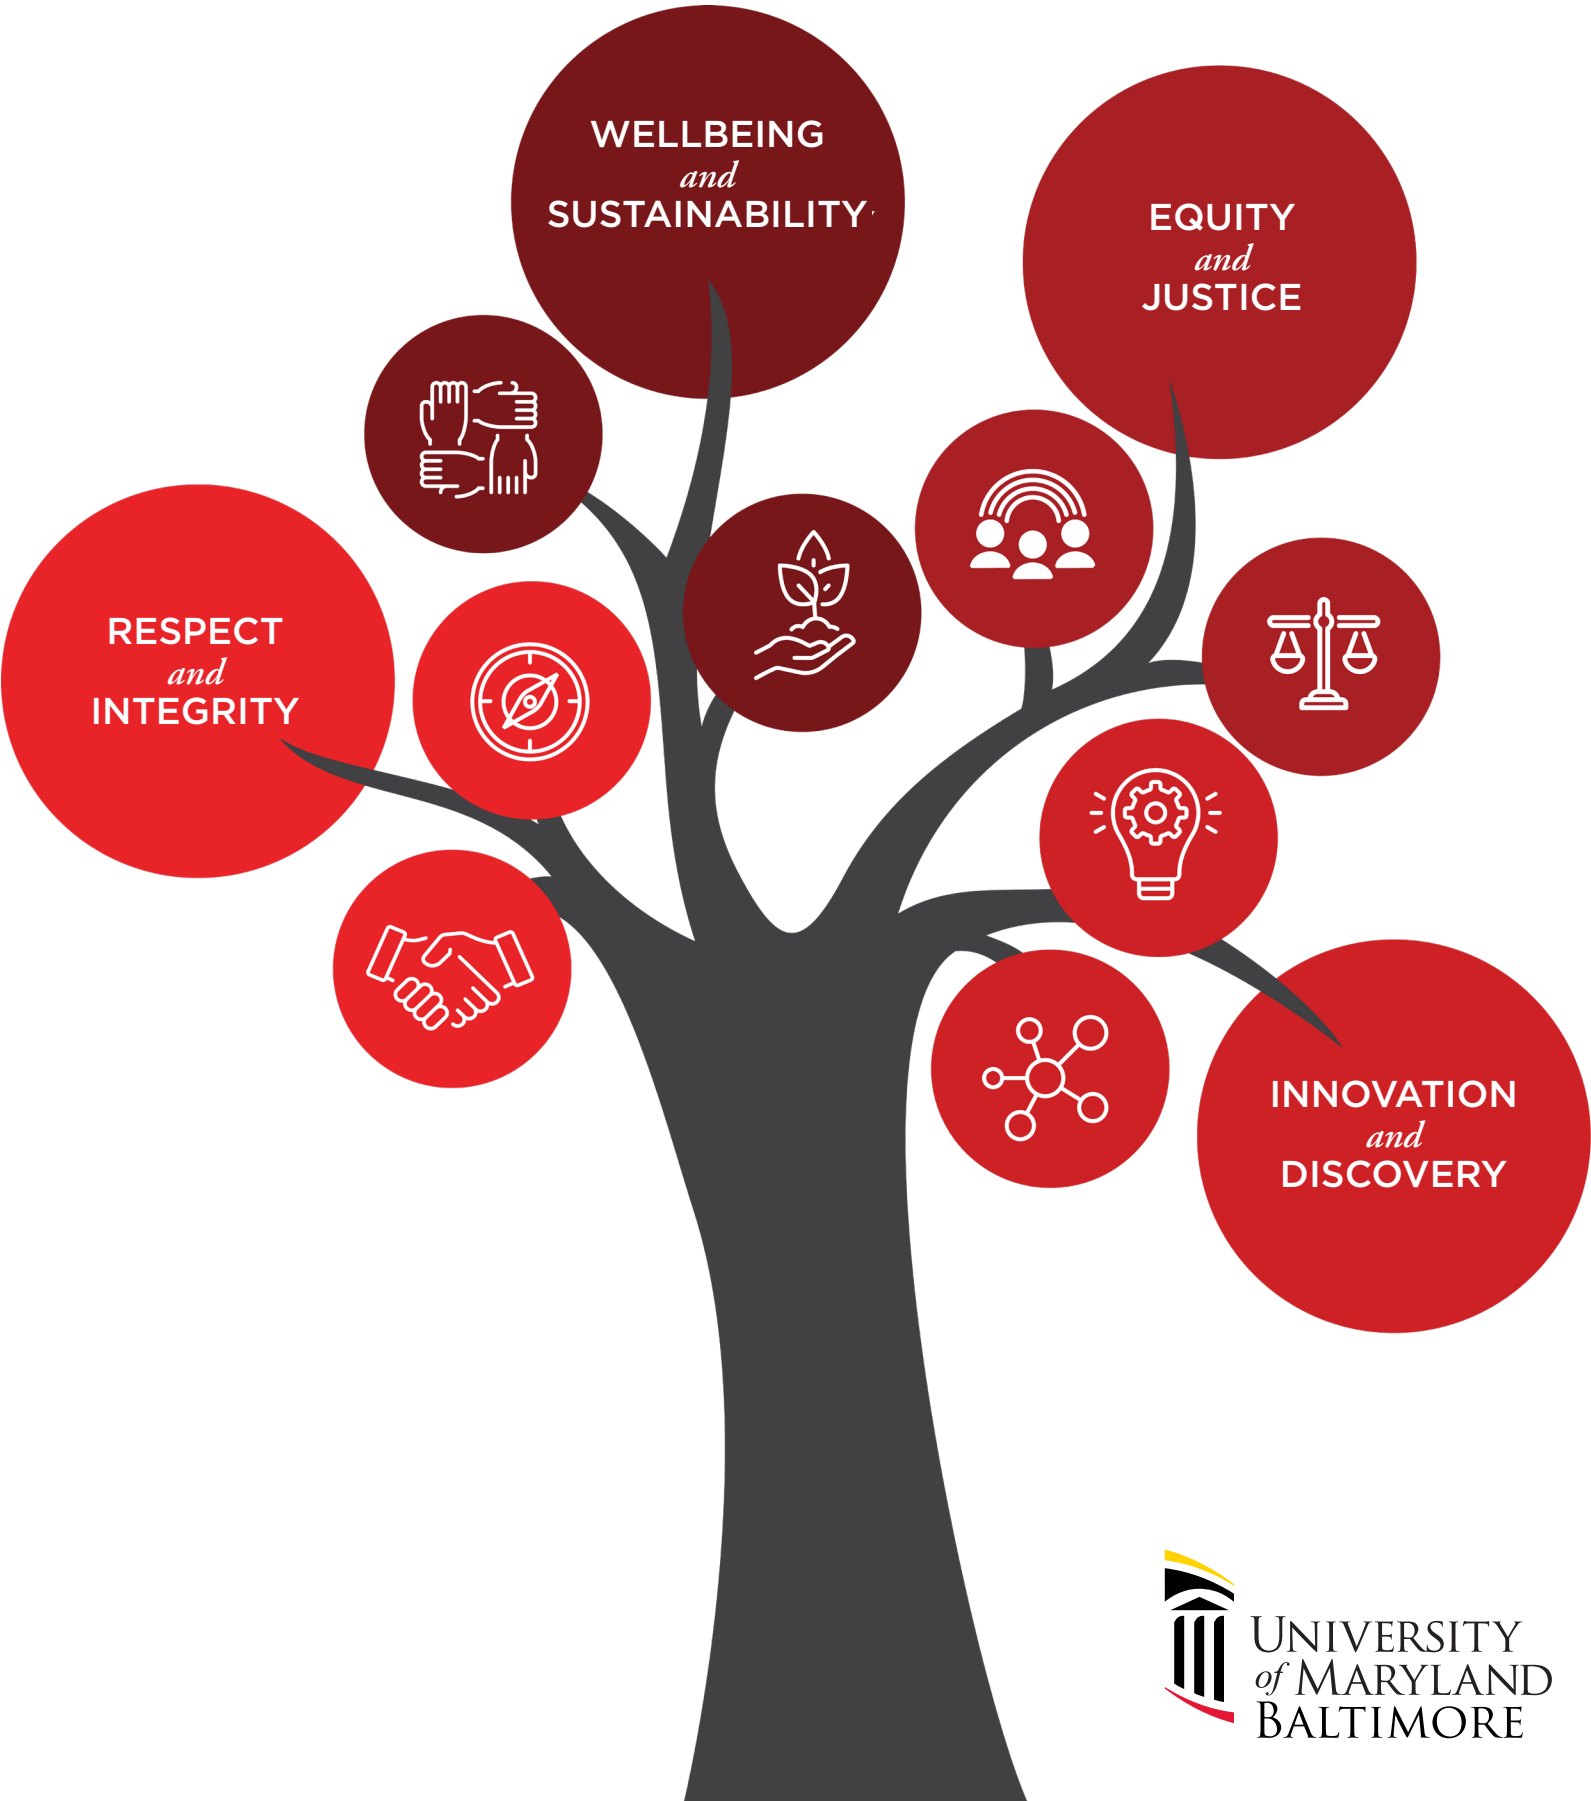 WELLBEING
and
SUSTAINABILITY
EQUITY
and
JUSTICE
RESPECT
and
INTEGRITY
INNOVATION
and
DISCOVERY
UNIVERSITY
of MARYLAND
BALTIMORE